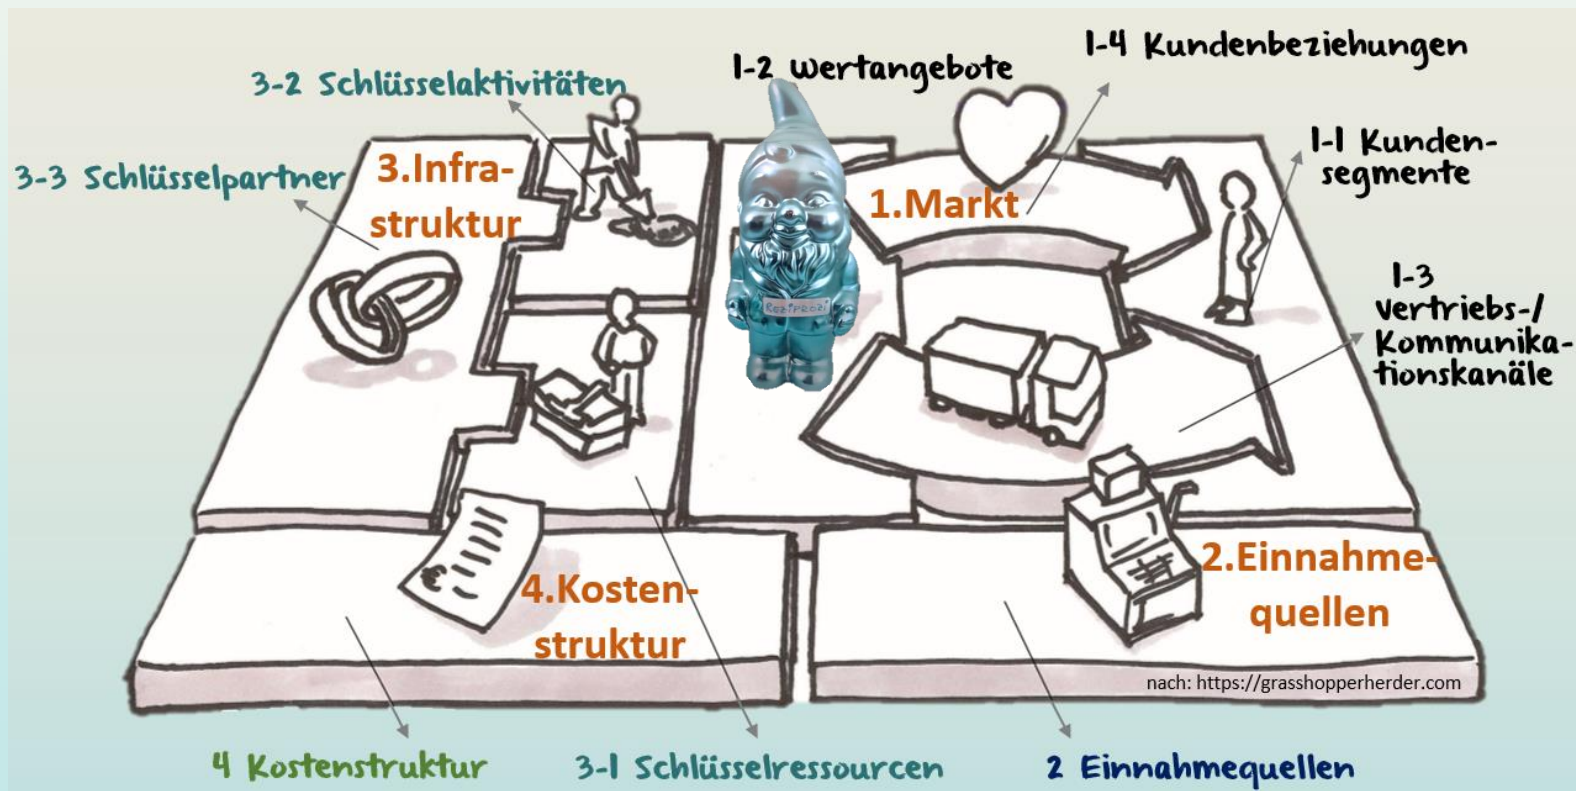 1-4 Kundenbeziehungen
1-2 Wertangebote
3-2 Schlüsselaktivitäten
1-1 Kunden-
segmente
3-3 Schlüsselpartner
3.Infra-
struktur
1.Markt
1-3
Vertriebs-/
Kommunika-
tionskanäle
ReziProzi
2.Einnahme-
quellen
4.Kosten-
struktur
nach: https://grasshopperherder.com
4 Kostenstruktur
3-1 Schlüsselressourcen
2 Einnahmequellen